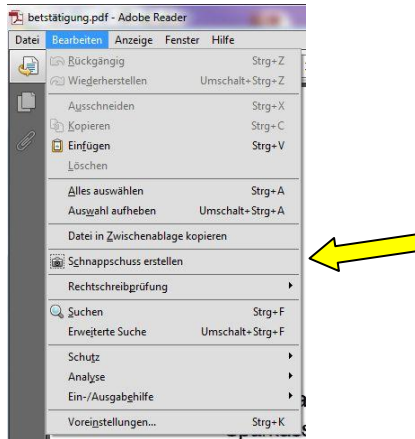 betstätigung.pdf - Adobe Reader
Datei Bearbeiten Anzeige Fenster Hilfe
Rückgängig Strg+Z
Wiederherstellen Umschalt+Strg+Z
Ausschneiden Strg+X
Kopieren Strg+C
Einfügen Strg+V
Löschen
Alles auswählen Strg+A
Auswahl aufheben Umschalt+Strg+A
Datei in Zwischenablage kopieren
Schnappschuss erstellen
Rechtschreibprüfung
Suchen Strg+F
Erweiterte Suche Umschalt+Strg+F
Schutz
Analyse
Ein-/Ausgabehilfe
Voreinstellungen... Strg+K